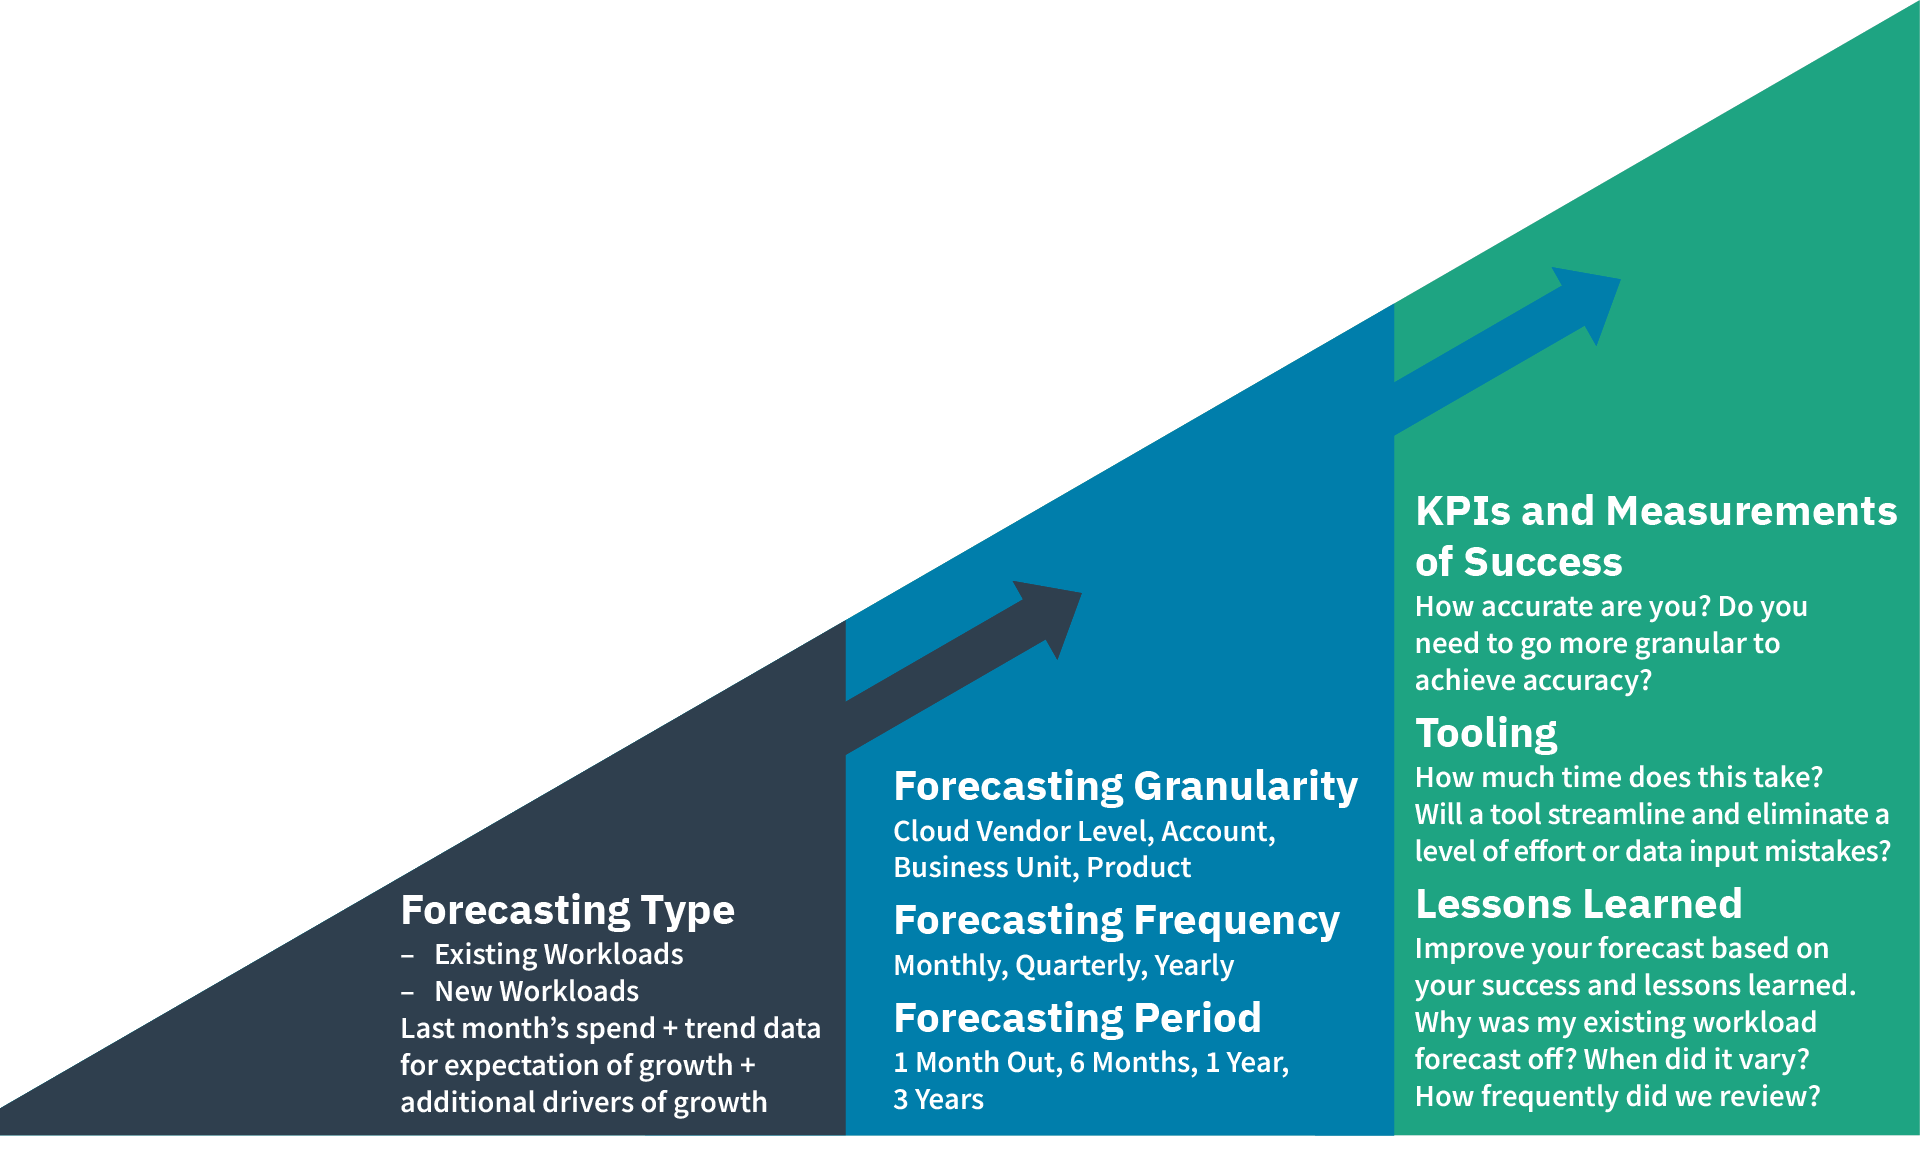 Forecasting Type
– Existing Workloads
– New Workloads
Last month’s spend + trend data
for expectation of growth +
additional drivers of growth
Forecasting Granularity
Cloud Vendor Level, Account,
Business Unit, Product
Forecasting Frequency
Monthly, Quarterly, Yearly
Forecasting Period
1 Month Out, 6 Months, 1 Year,
3 Years
KPIs and Measurements
of Success
How accurate are you? Do you
need to go more granular to
achieve accuracy?
Tooling
How much time does this take?
Will a tool streamline and eliminate a
level of effort or data input mistakes?
Lessons Learned
Improve your forecast based on
your success and lessons learned.
Why was my existing workload
forecast off? When did it vary?
How frequently did we review?